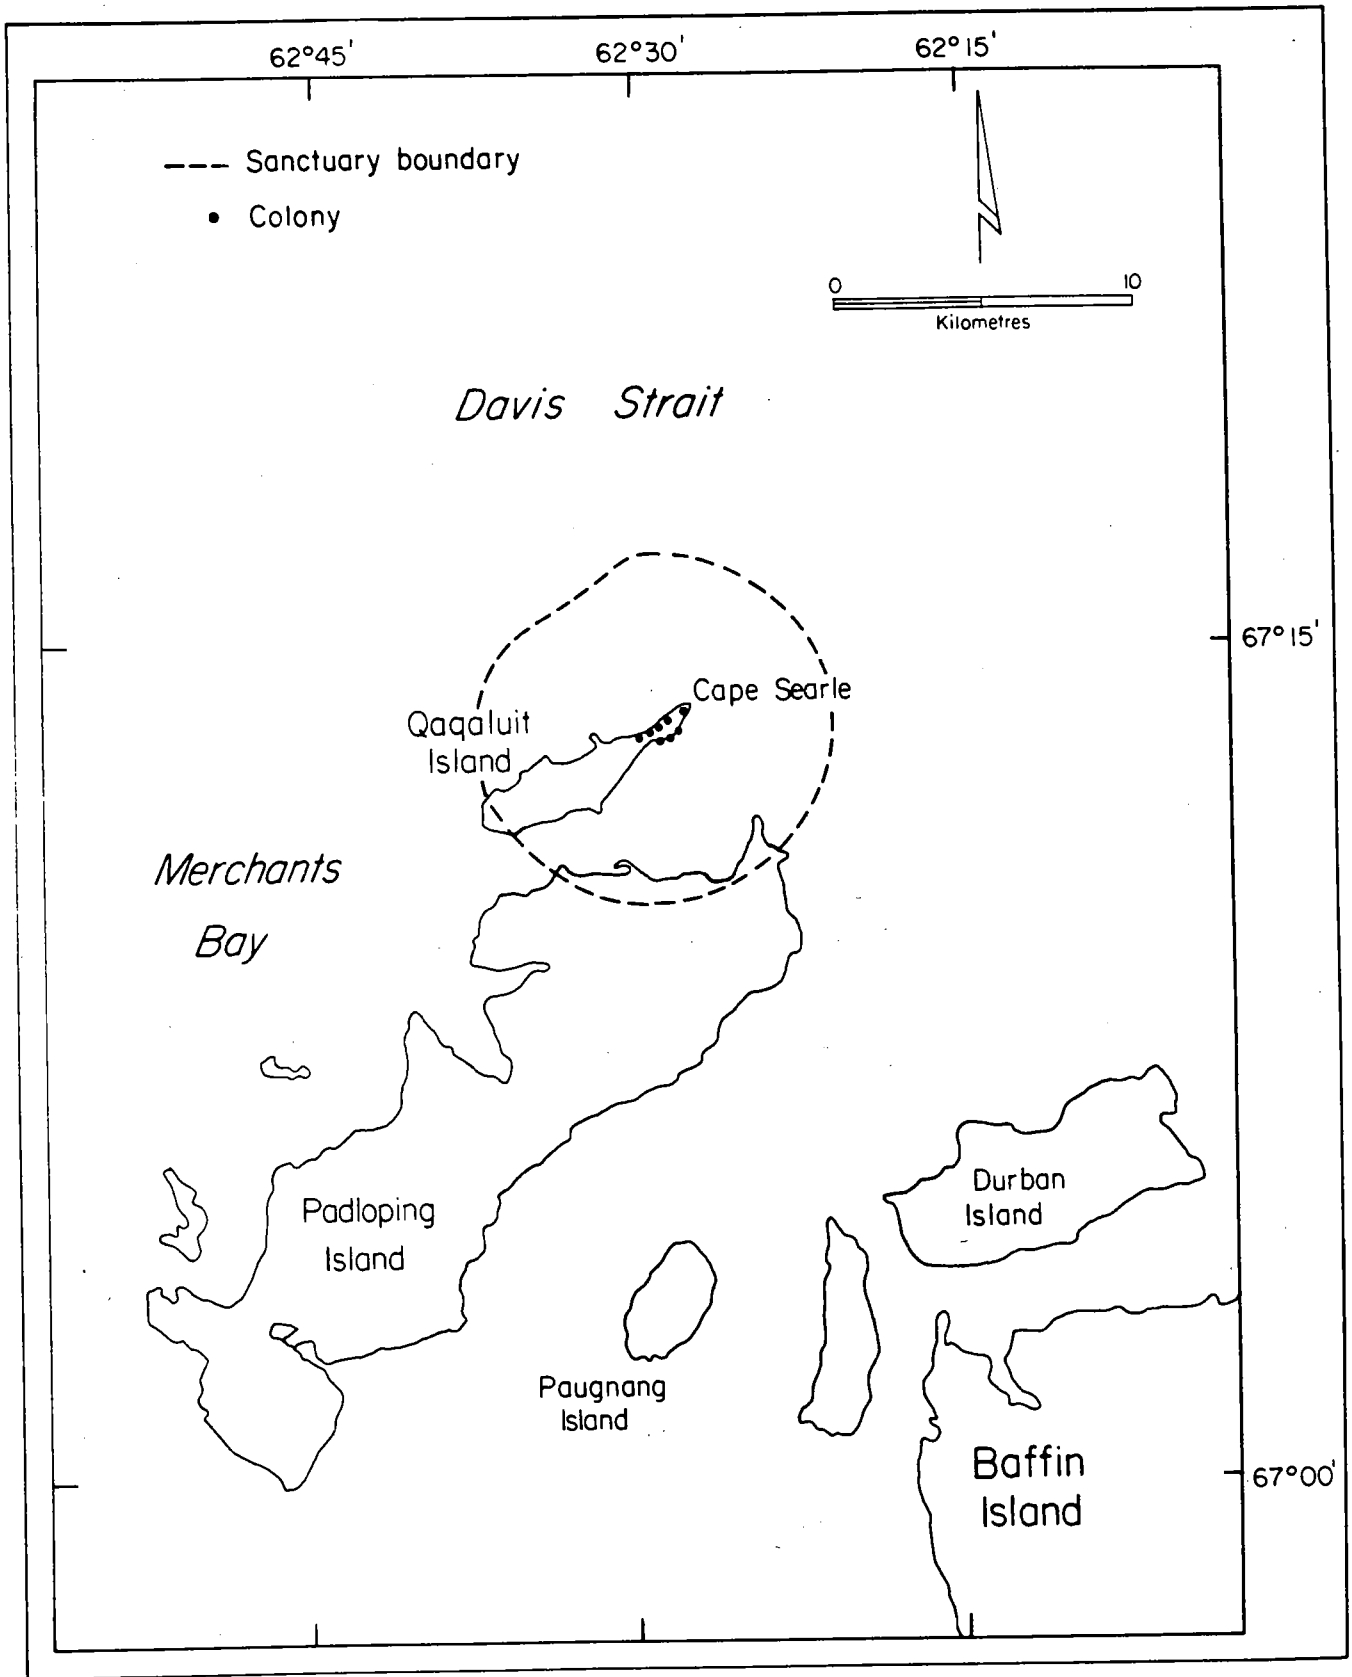 62°45'
62°30'
62°15'
--- Sanctuary boundary
• Colony
0
10
Kilometres
Davis Strait
67°15'
Cape Searle
Qaqaluit
Island
Merchants
Bay
Durban
Island
Padloping
Island
Paugnang
Island
Baffin
Island
67°00'